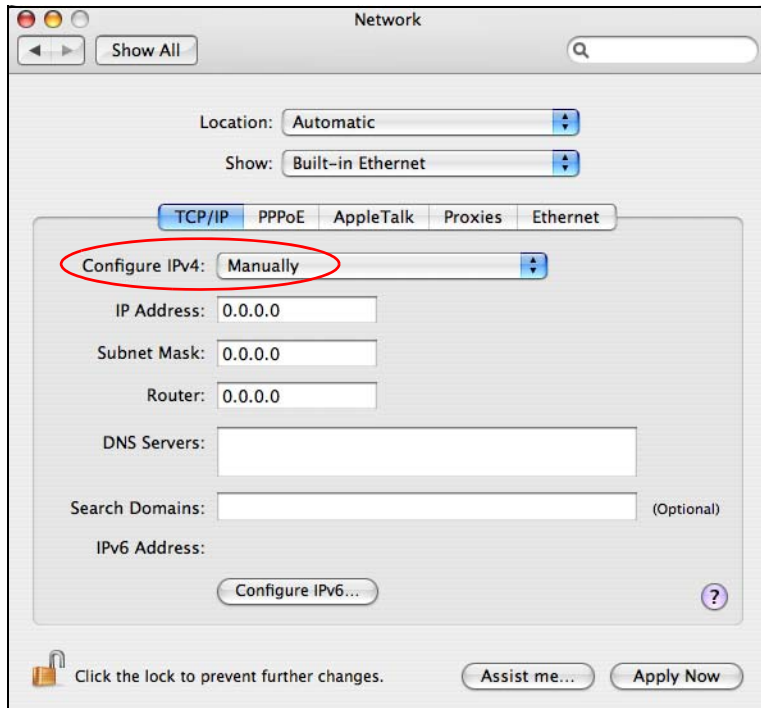 Network
Show All
Location: Automatic
Show: Built-in Ethernet
TCP/IP PPPoE AppleTalk Proxies Ethernet
Configure IPv4: Manually
IP Address: 0.0.0.0
Subnet Mask: 0.0.0.0
Router: 0.0.0.0
DNS Servers:
Search Domains: (Optional)
IPv6 Address:
Configure IPv6...
?
Click the lock to prevent further changes. Assist me... Apply Now